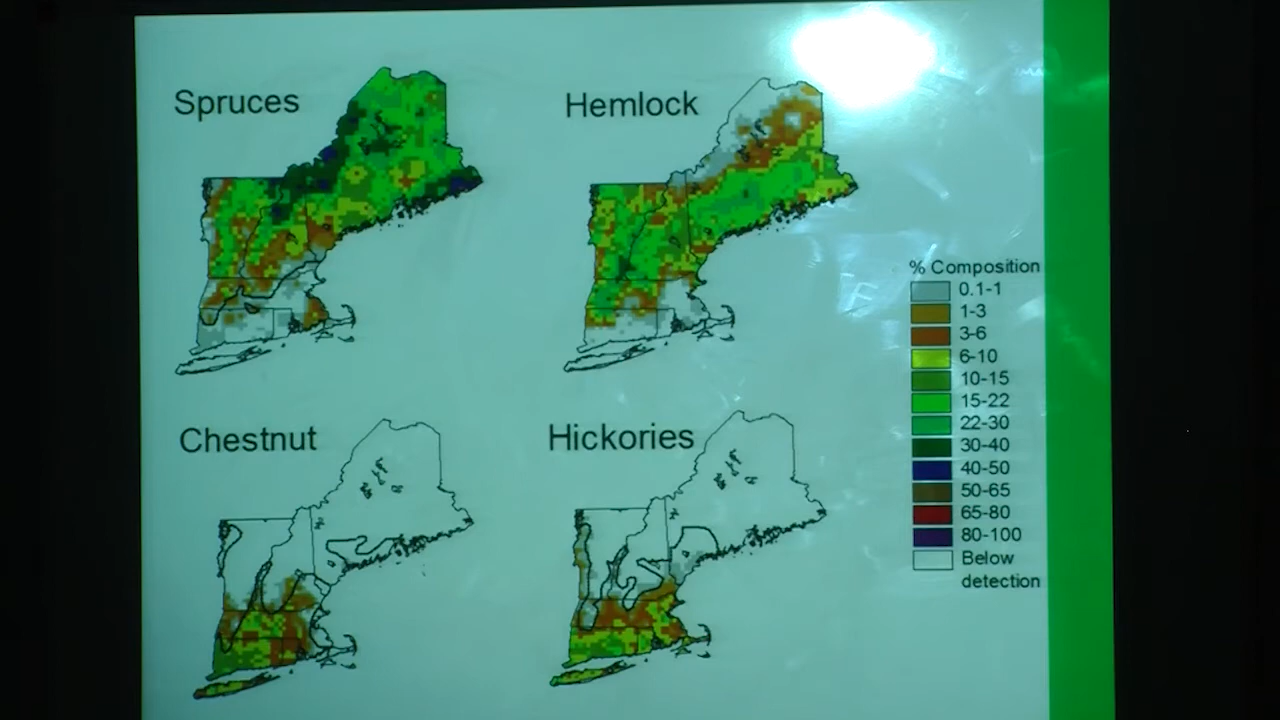 Spruces
Hemlock
Chestnut
Hickories
% Composition
0.1-1
1-3
3-6
6-10
10-15
15-22
22-30
30-40
40-50
50-65
65-80
80-100
Below
detection